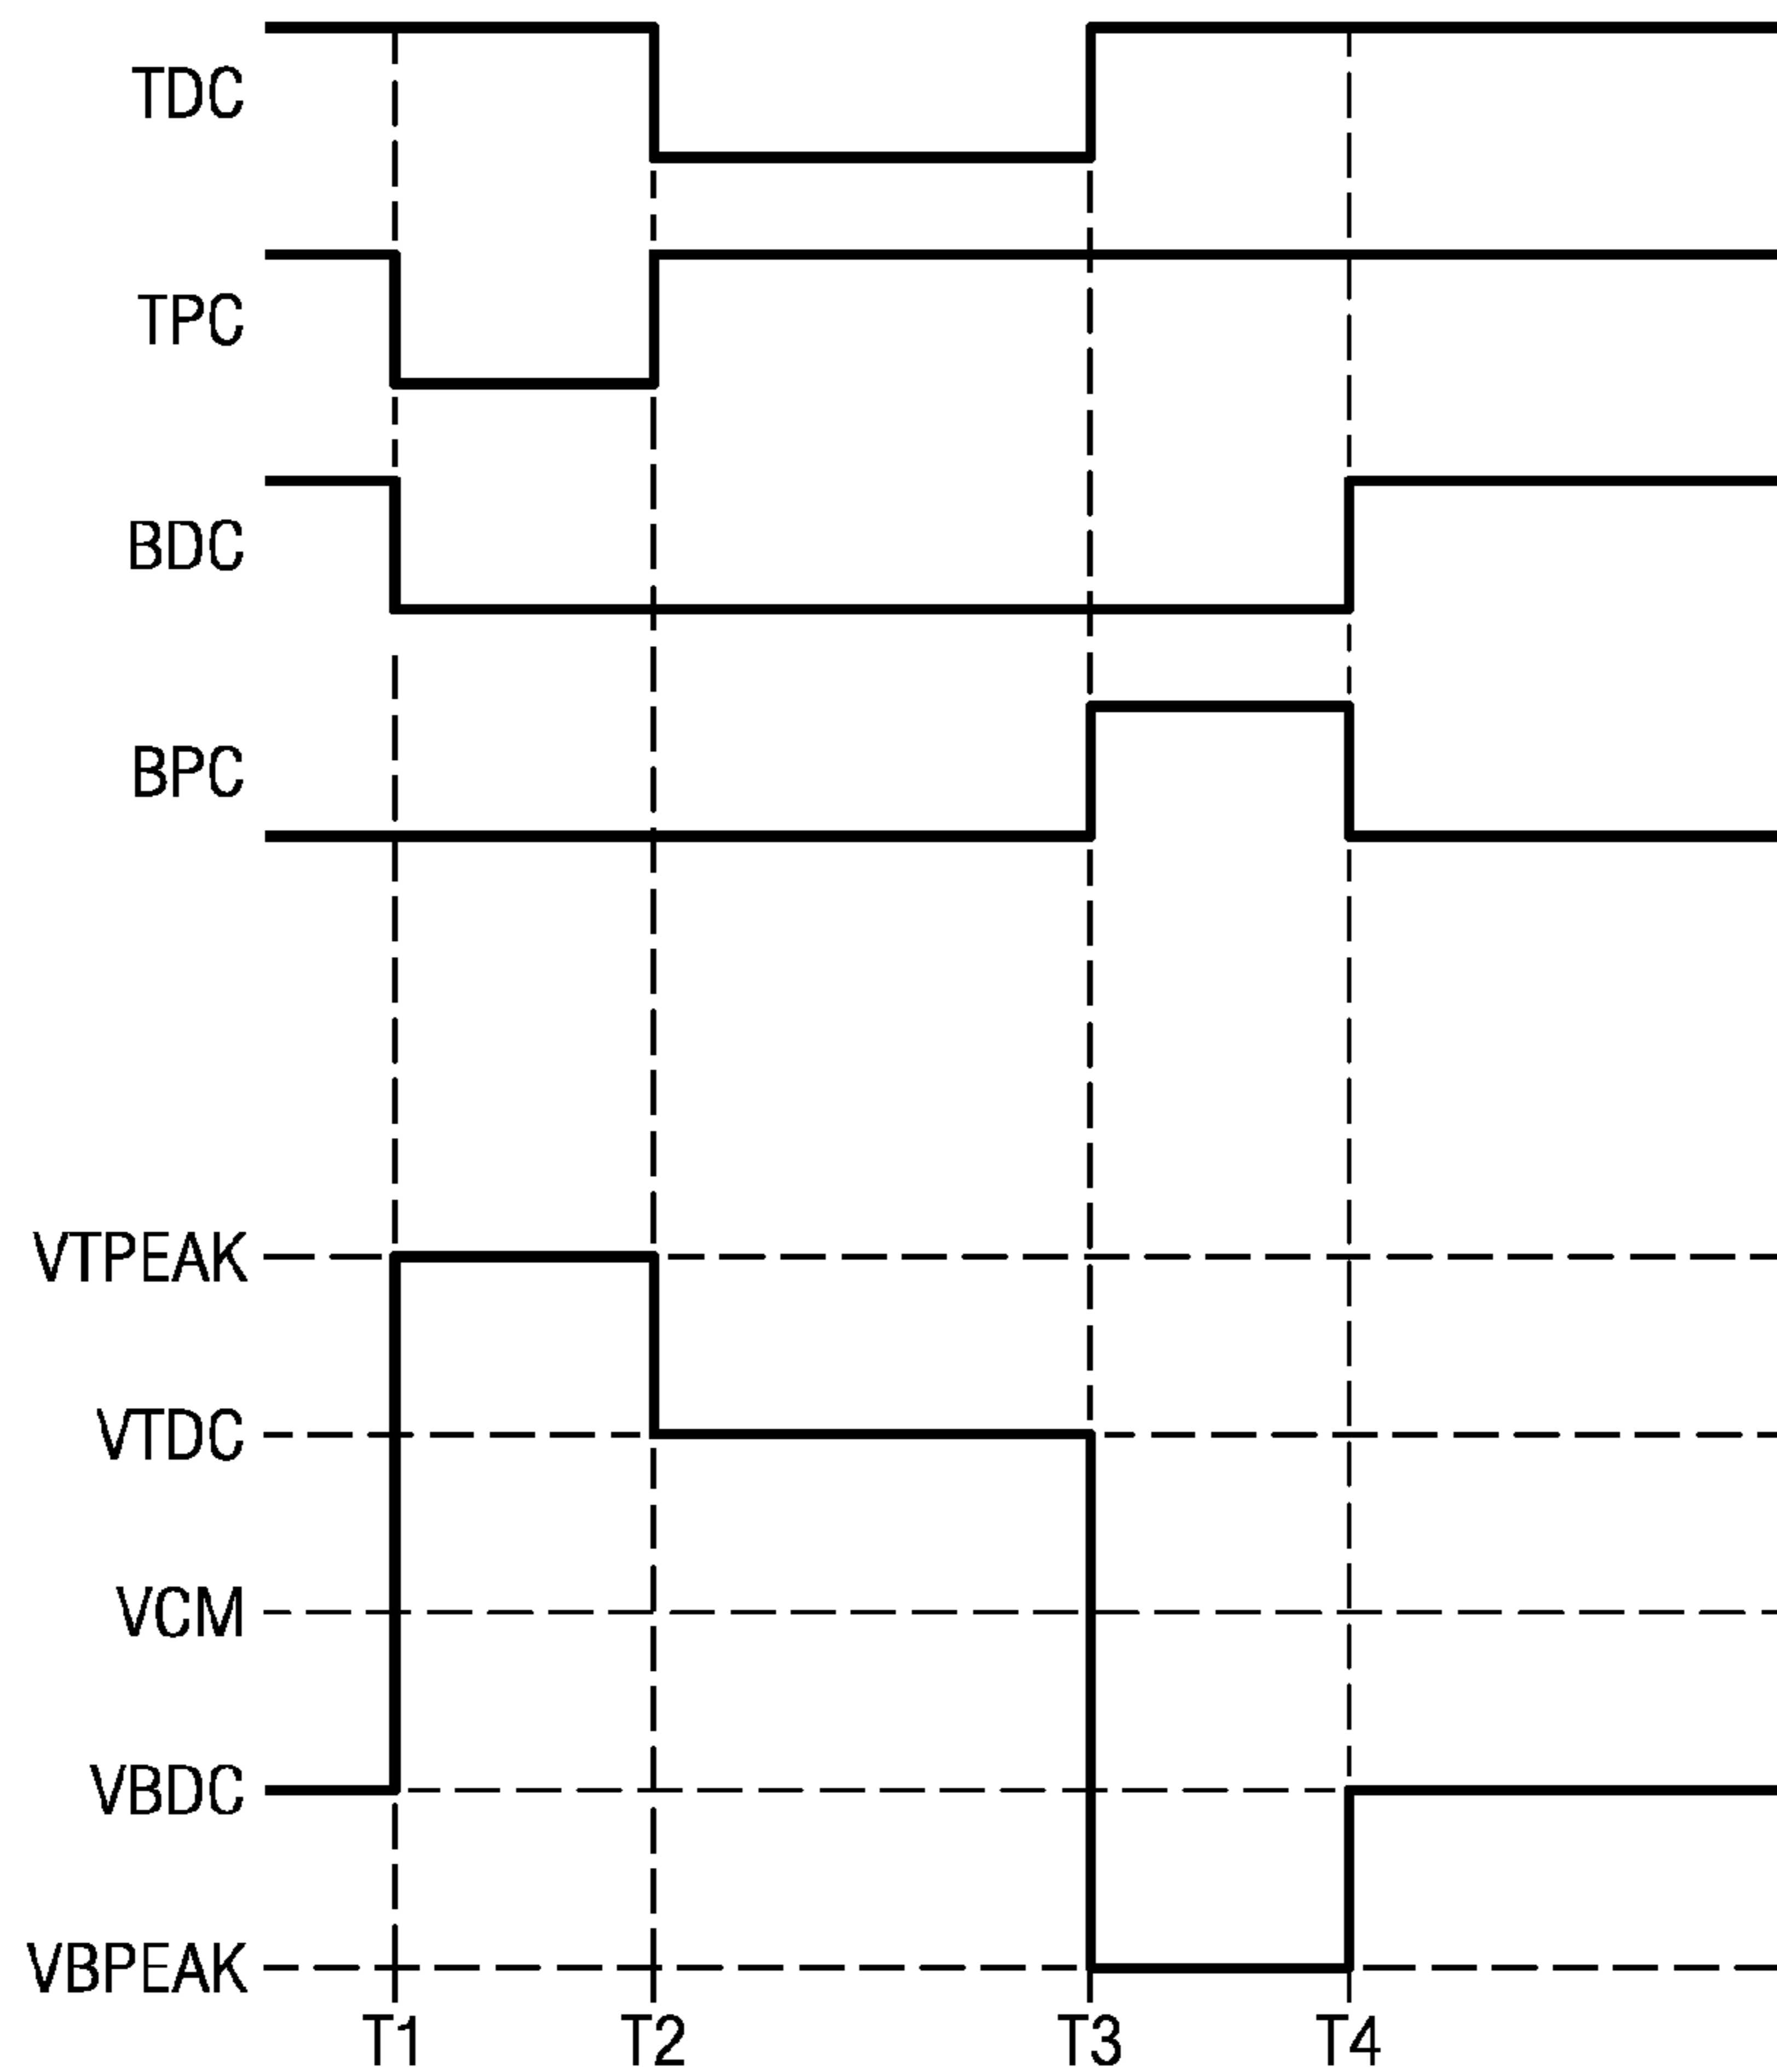 TDC
TPC
BDC
BPC
VTPEAK
VTDC
VCM
VBDC
VBPEAK
T1 T2 T3 T4